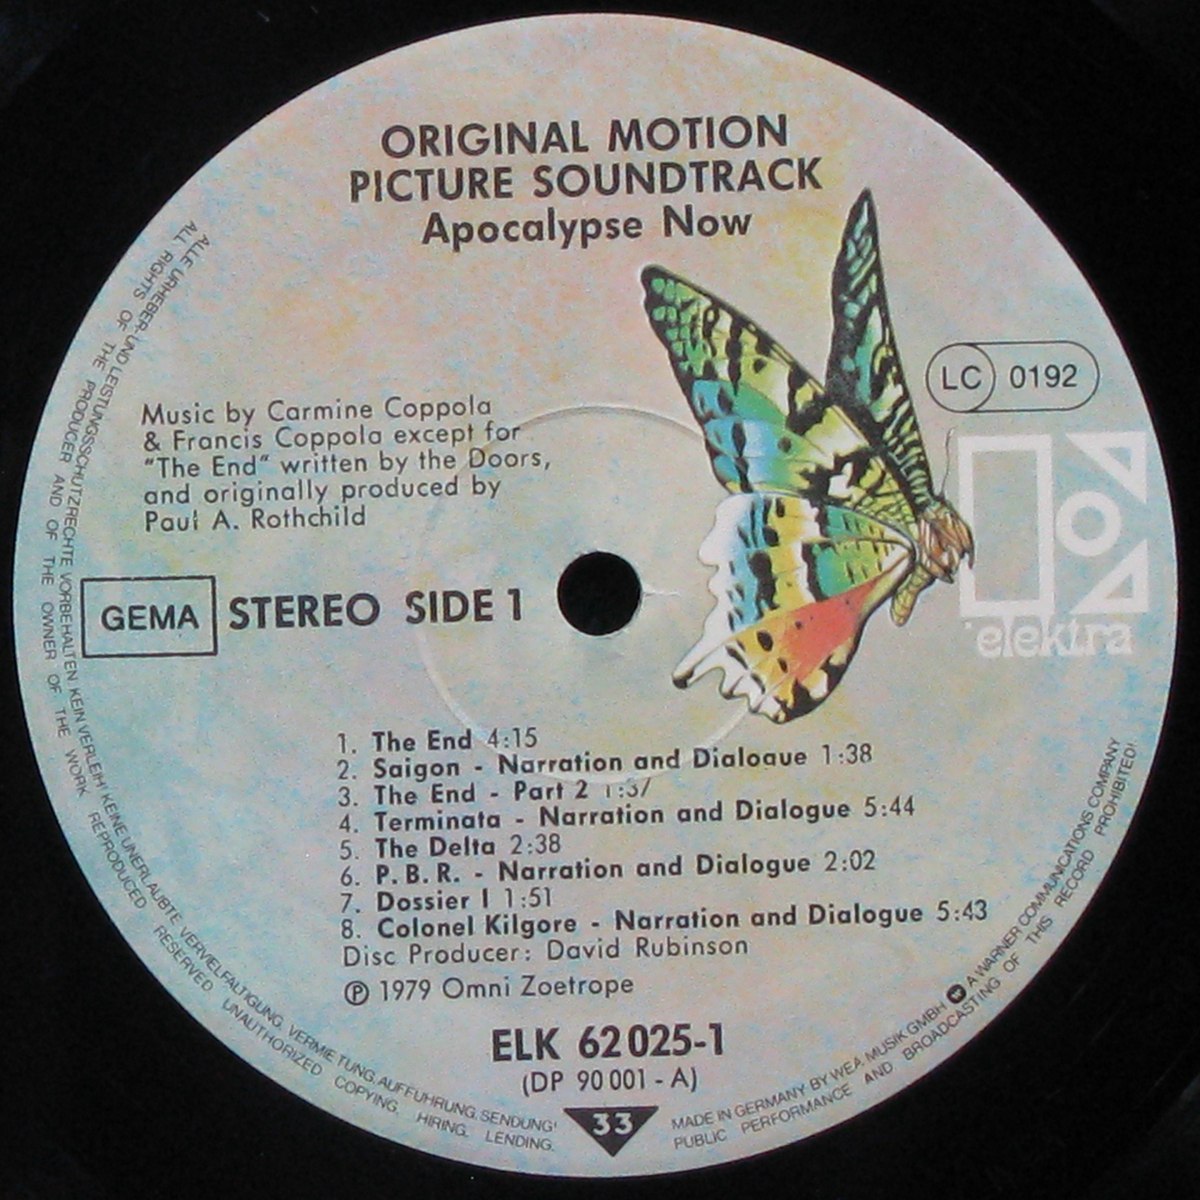 ORIGINAL MOTION
PICTURE SOUNDTRACK
Apocalypse Now
LC 0192
Music by Carmine Coppola
& Francis Coppola except for
"The End" written by the Doors,
and originally produced by
Paul A. Rothchild
elektra
GEMA STEREO SIDE 1
1. The End 4:15
2. Saigon - Narration and Dialogue 1:38
3. The End - Part 2 1:37
4. Terminata - Narration and Dialogue 5:44
5. The Delta 2:38
6. P.B.R. - Narration and Dialogue 2:02
7. Dossier I 1:51
8. Colonel Kilgore - Narration and Dialogue 5:43
Disc Producer: David Rubinson
℗ 1979 Omni Zoetrope
ELK 62025-1
(DP 90001-A)
33
ALLE URHEBER-UND LEISTUNGSSCHUTZRECHTE VORBEHALTEN KEIN VERLEIH! KEINE UNERLAUBTE VERVIELFALTIGUNG, VERMIETUNG, AUFFUHRUNG, SENDUNG!
ALL RIGHTS OF THE PRODUCER AND OF THE OWNER OF THE WORK REPRODUCED RESERVED UNAUTHORIZED COPYING, HIRING, LENDING,
MADE IN GERMANY BY WEA MUSIK GMBH A WARNER COMMUNICATIONS COMPANY
PUBLIC PERFORMANCE AND BROADCASTING OF THIS RECORD PROHIBITED!